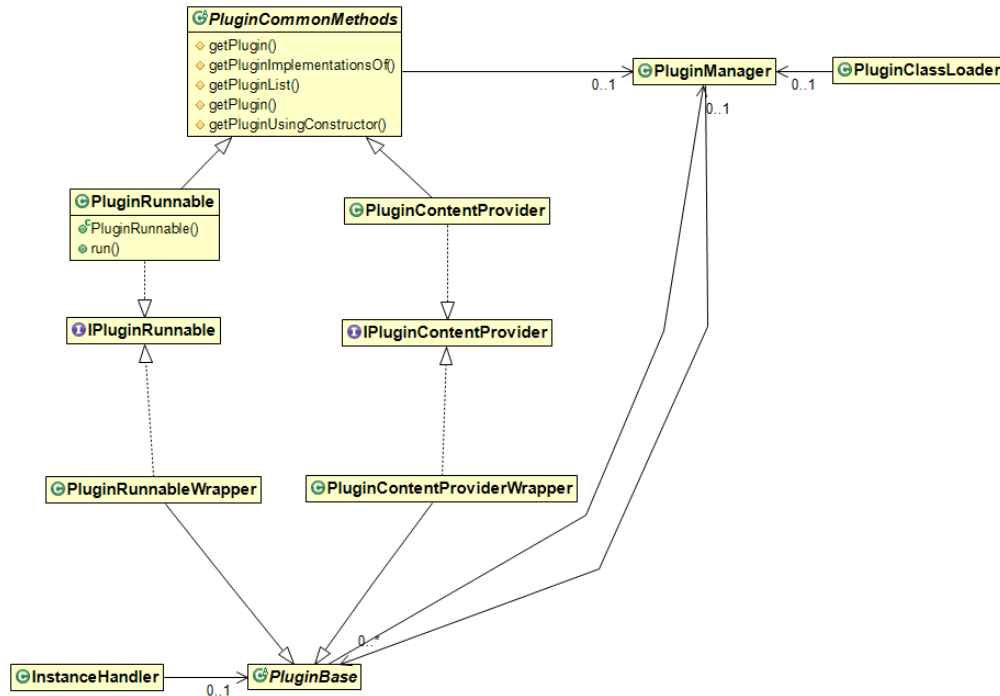 PluginCommonMethods
getPlugin()
getPluginImplementationsOf()
getPluginList()
getPlugin()
getPluginUsingConstructor()
PluginManager
PluginClassLoader
0..1
0..1
0..1
PluginRunnable
PluginRunnable()
run()
PluginContentProvider
IPluginRunnable
IPluginContentProvider
PluginRunnableWrapper
PluginContentProviderWrapper
0..*
InstanceHandler
0..1
PluginBase